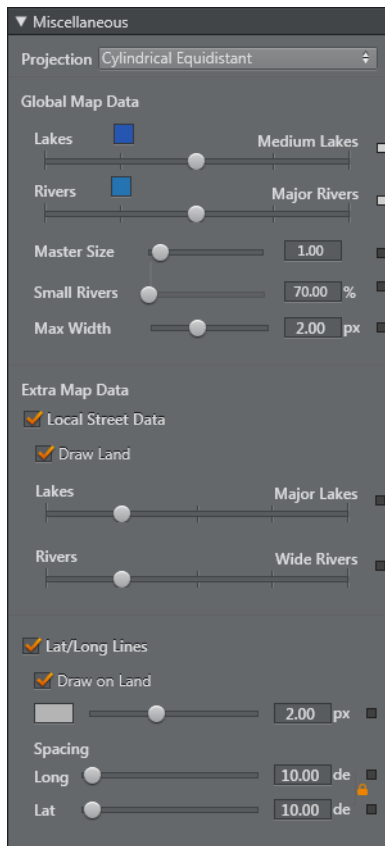 Miscellaneous
Projection Cylindrical Equidistant
Global Map Data
Lakes Medium Lakes
Rivers Major Rivers
Master Size 1.00
Small Rivers 70.00 %
Max Width 2.00 px
Extra Map Data
Local Street Data
Draw Land
Lakes Major Lakes
Rivers Wide Rivers
Lat/Long Lines
Draw on Land
2.00 px
Spacing
Long 10.00 de
Lat 10.00 de